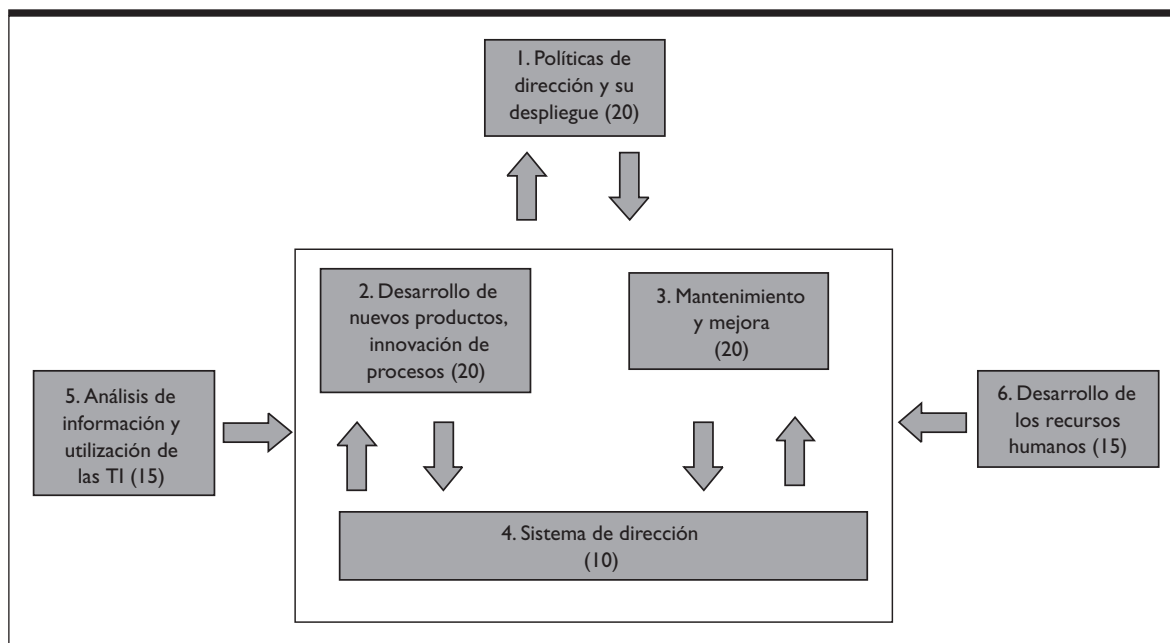 1. Políticas de
dirección y su
despliegue (20)
2. Desarrollo de
nuevos productos,
innovación de
procesos (20)
3. Mantenimiento
y mejora
(20)
5. Análisis de
información y
utilización de
las TI (15)
6. Desarrollo de
los recursos
humanos (15)
4. Sistema de dirección
(10)